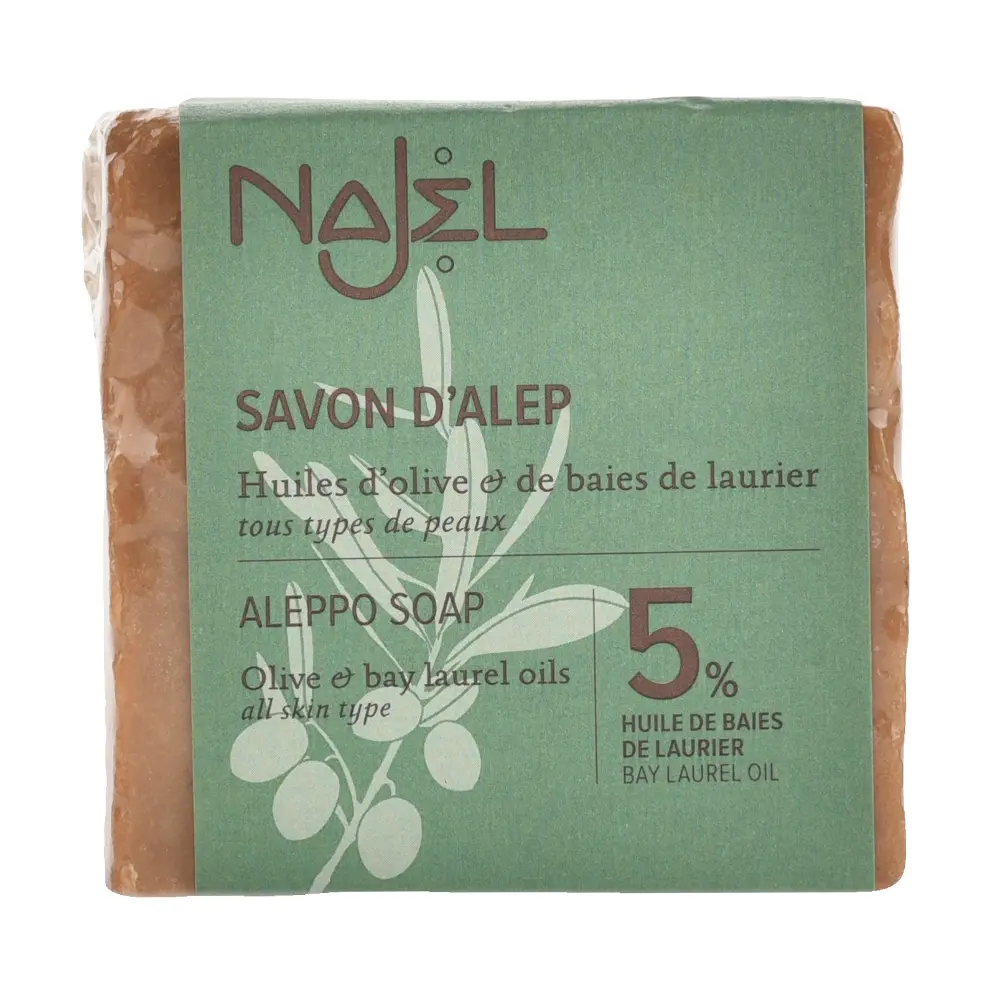 NAJEL
SAVON D'ALEP
Huiles d'olive & de baies de laurier
tous types de peaux
ALEPPO SOAP
Olive & bay laurel oils
all skin type
5%
HUILE DE BAIES
DE LAURIER
BAY LAUREL OIL